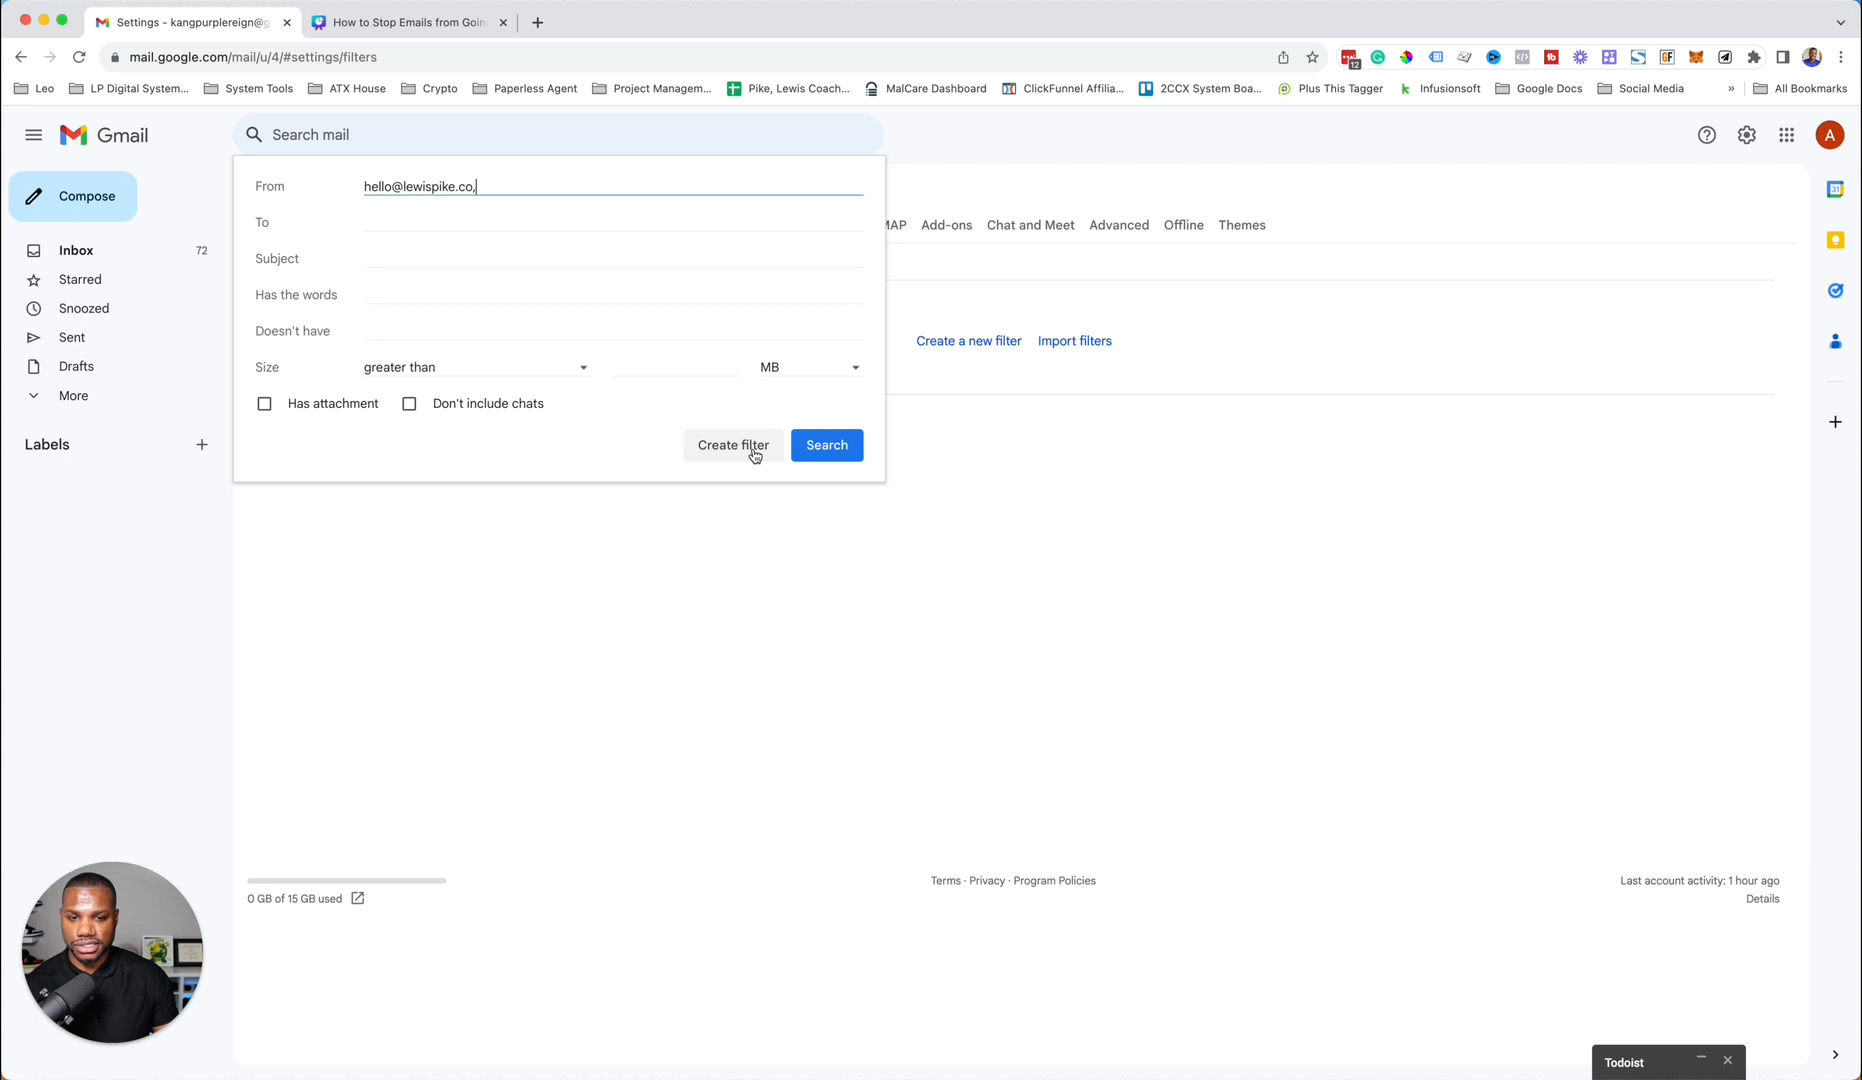 Settings - kangpurplereign@g
How to Stop Emails from Goin
mail.google.com/mail/u/4/#settings/filters
12
Leo
LP Digital System...
System Tools
ATX House
Crypto
Paperless Agent
Project Managem...
Pike, Lewis Coach...
MalCare Dashboard
ClickFunnel Affilia...
2CCX System Boa...
Plus This Tagger
Infusionsoft
Google Docs
Social Media
»
All Bookmarks
Gmail
Search mail
A
Compose
Inbox 72
Starred
Snoozed
Sent
Drafts
More
Labels
From hello@lewispike.co,
To
Subject
Has the words
Doesn't have
Size greater than MB
Has attachment Don't include chats
Create filter Search
MAP Add-ons Chat and Meet Advanced Offline Themes
Create a new filter Import filters
31
0 GB of 15 GB used
Terms · Privacy · Program Policies
Last account activity: 1 hour ago
Details
Todoist